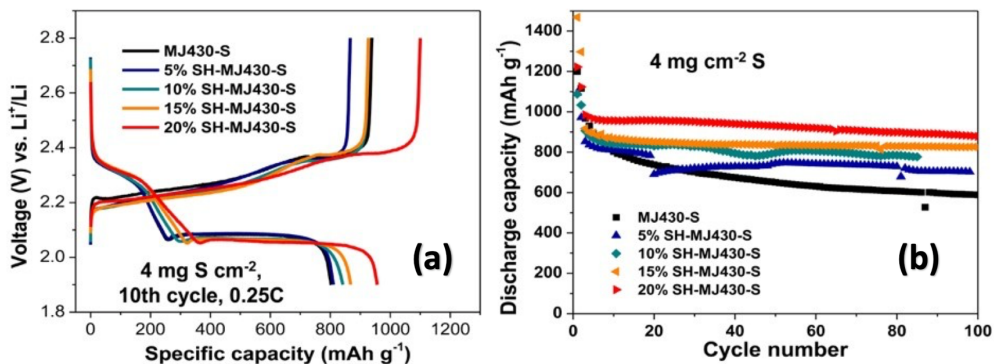 (a)
2.8
2.6
2.4
2.2
2.0
1.8
Voltage (V) vs. Li⁺/Li
MJ430-S
5% SH-MJ430-S
10% SH-MJ430-S
15% SH-MJ430-S
20% SH-MJ430-S
4 mg S cm⁻²,
10th cycle, 0.25C
0 200 400 600 800 1000 1200
Specific capacity (mAh g⁻¹)
(b)
1400
1200
1000
800
600
400
200
0
Discharge capacity (mAh g⁻¹)
4 mg cm⁻² S
MJ430-S
5% SH-MJ430-S
10% SH-MJ430-S
15% SH-MJ430-S
20% SH-MJ430-S
0 20 40 60 80 100
Cycle number